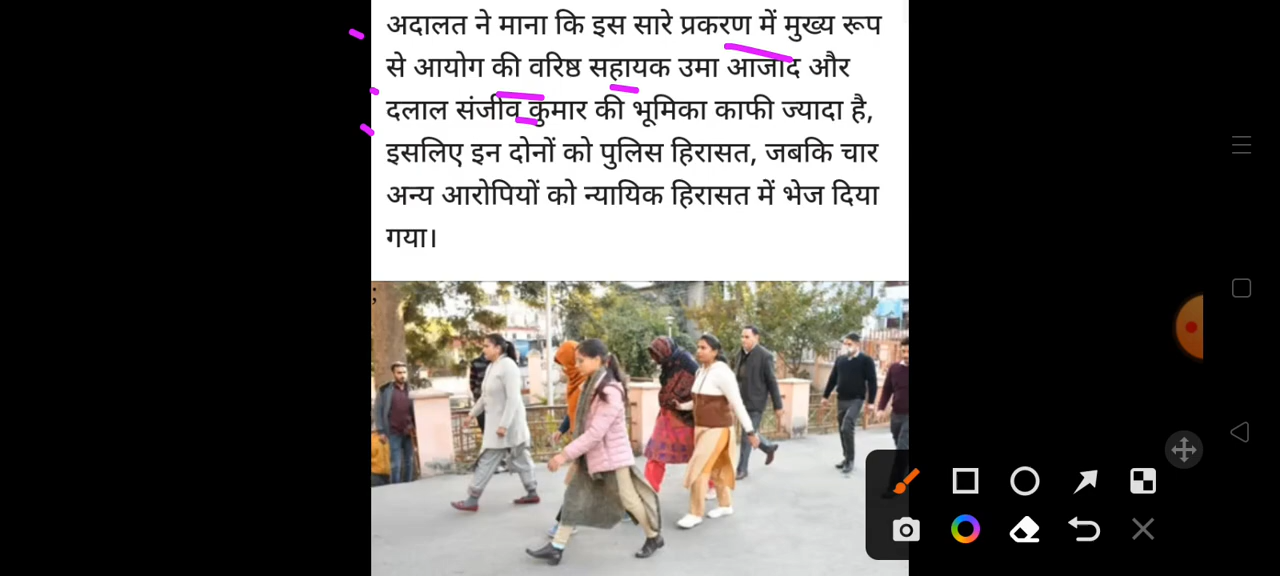 अदालत ने माना कि इस सारे प्रकरण में मुख्य रूप
से आयोग की वरिष्ठ सहायक उमा आजाद और
दलाल संजीव कुमार की भूमिका काफी ज्यादा है,
इसलिए इन दोनों को पुलिस हिरासत, जबकि चार
अन्य आरोपियों को न्यायिक हिरासत में भेज दिया
गया।